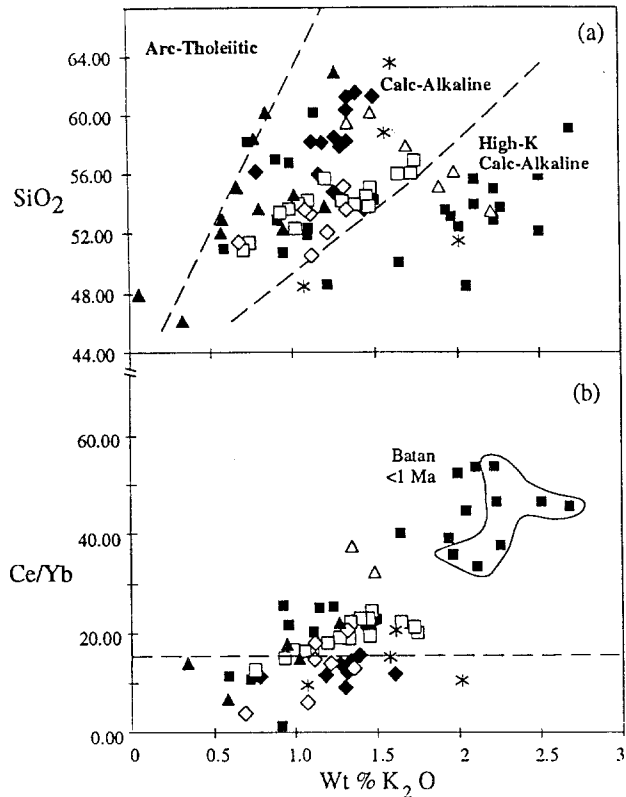 (a)
Arc-Tholeiitic
Calc-Alkaline
High-K
Calc-Alkaline
SiO2
64.00
60.00
56.00
52.00
48.00
44.00
(b)
Batan
<1 Ma
Ce/Yb
60.00
40.00
20.00
0.00
0
0.5
1.0
1.5
2
2.5
3
Wt % K2O